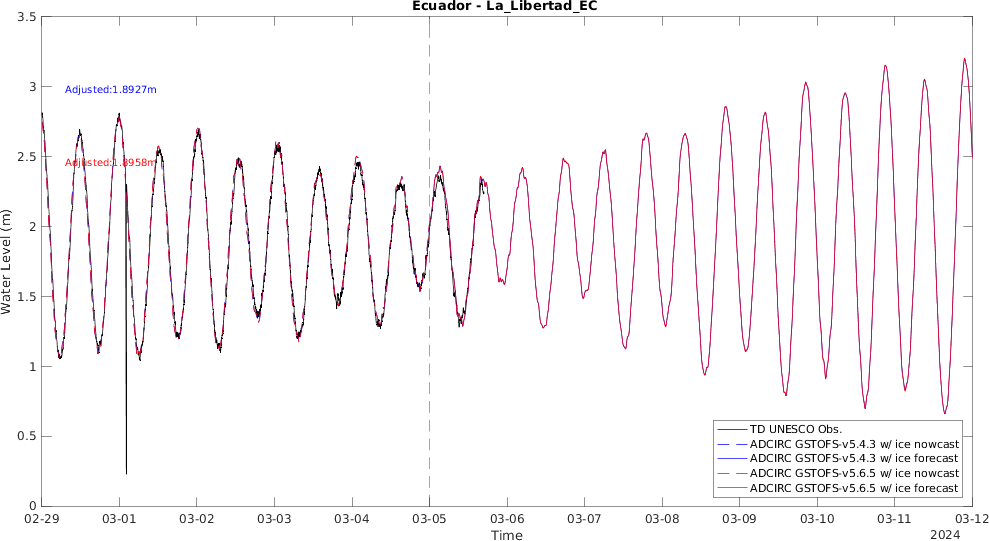 Ecuador - La_Libertad_EC
3.5
3
2.5
2
1.5
1
0.5
0
Water Level (m)
Adjusted:1.8927m
Adjusted:1.8958m
TD UNESCO Obs.
ADCIRC GSTOFS-v5.4.3 w/ ice nowcast
ADCIRC GSTOFS-v5.4.3 w/ ice forecast
ADCIRC GSTOFS-v5.6.5 w/ ice nowcast
ADCIRC GSTOFS-v5.6.5 w/ ice forecast
02-29 03-01 03-02 03-03 03-04 03-05 03-06 03-07 03-08 03-09 03-10 03-11 03-12
Time
2024